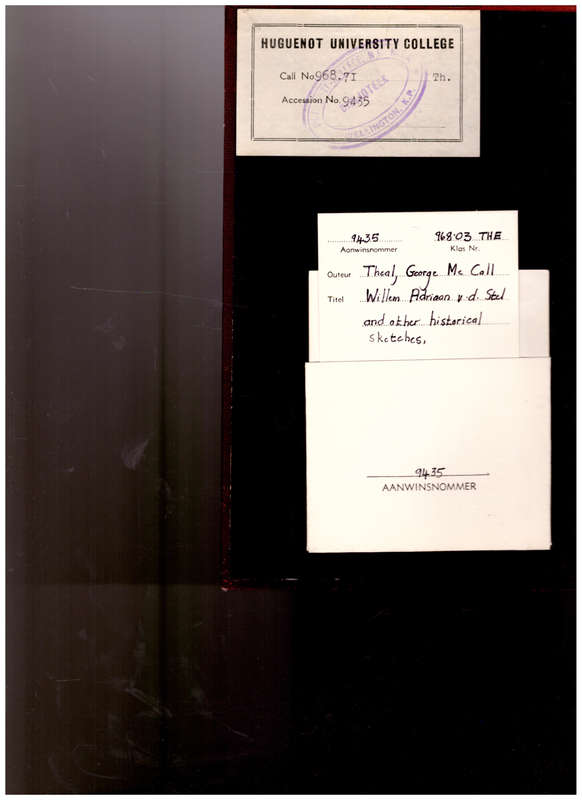 HUGUENOT UNIVERSITY COLLEGE
Call No. 968.71 Th.
Accession No. 9435
BIBLIOTEEK
WELLINGTON, K.P.
9435 968.03 THE
Aanwinsnommer Klas Nr.
Outeur Theal, George Mc Call
Titel Willem Adriaan v.d. Stel
and other historical
sketches.
9435
AANWINSNOMMER